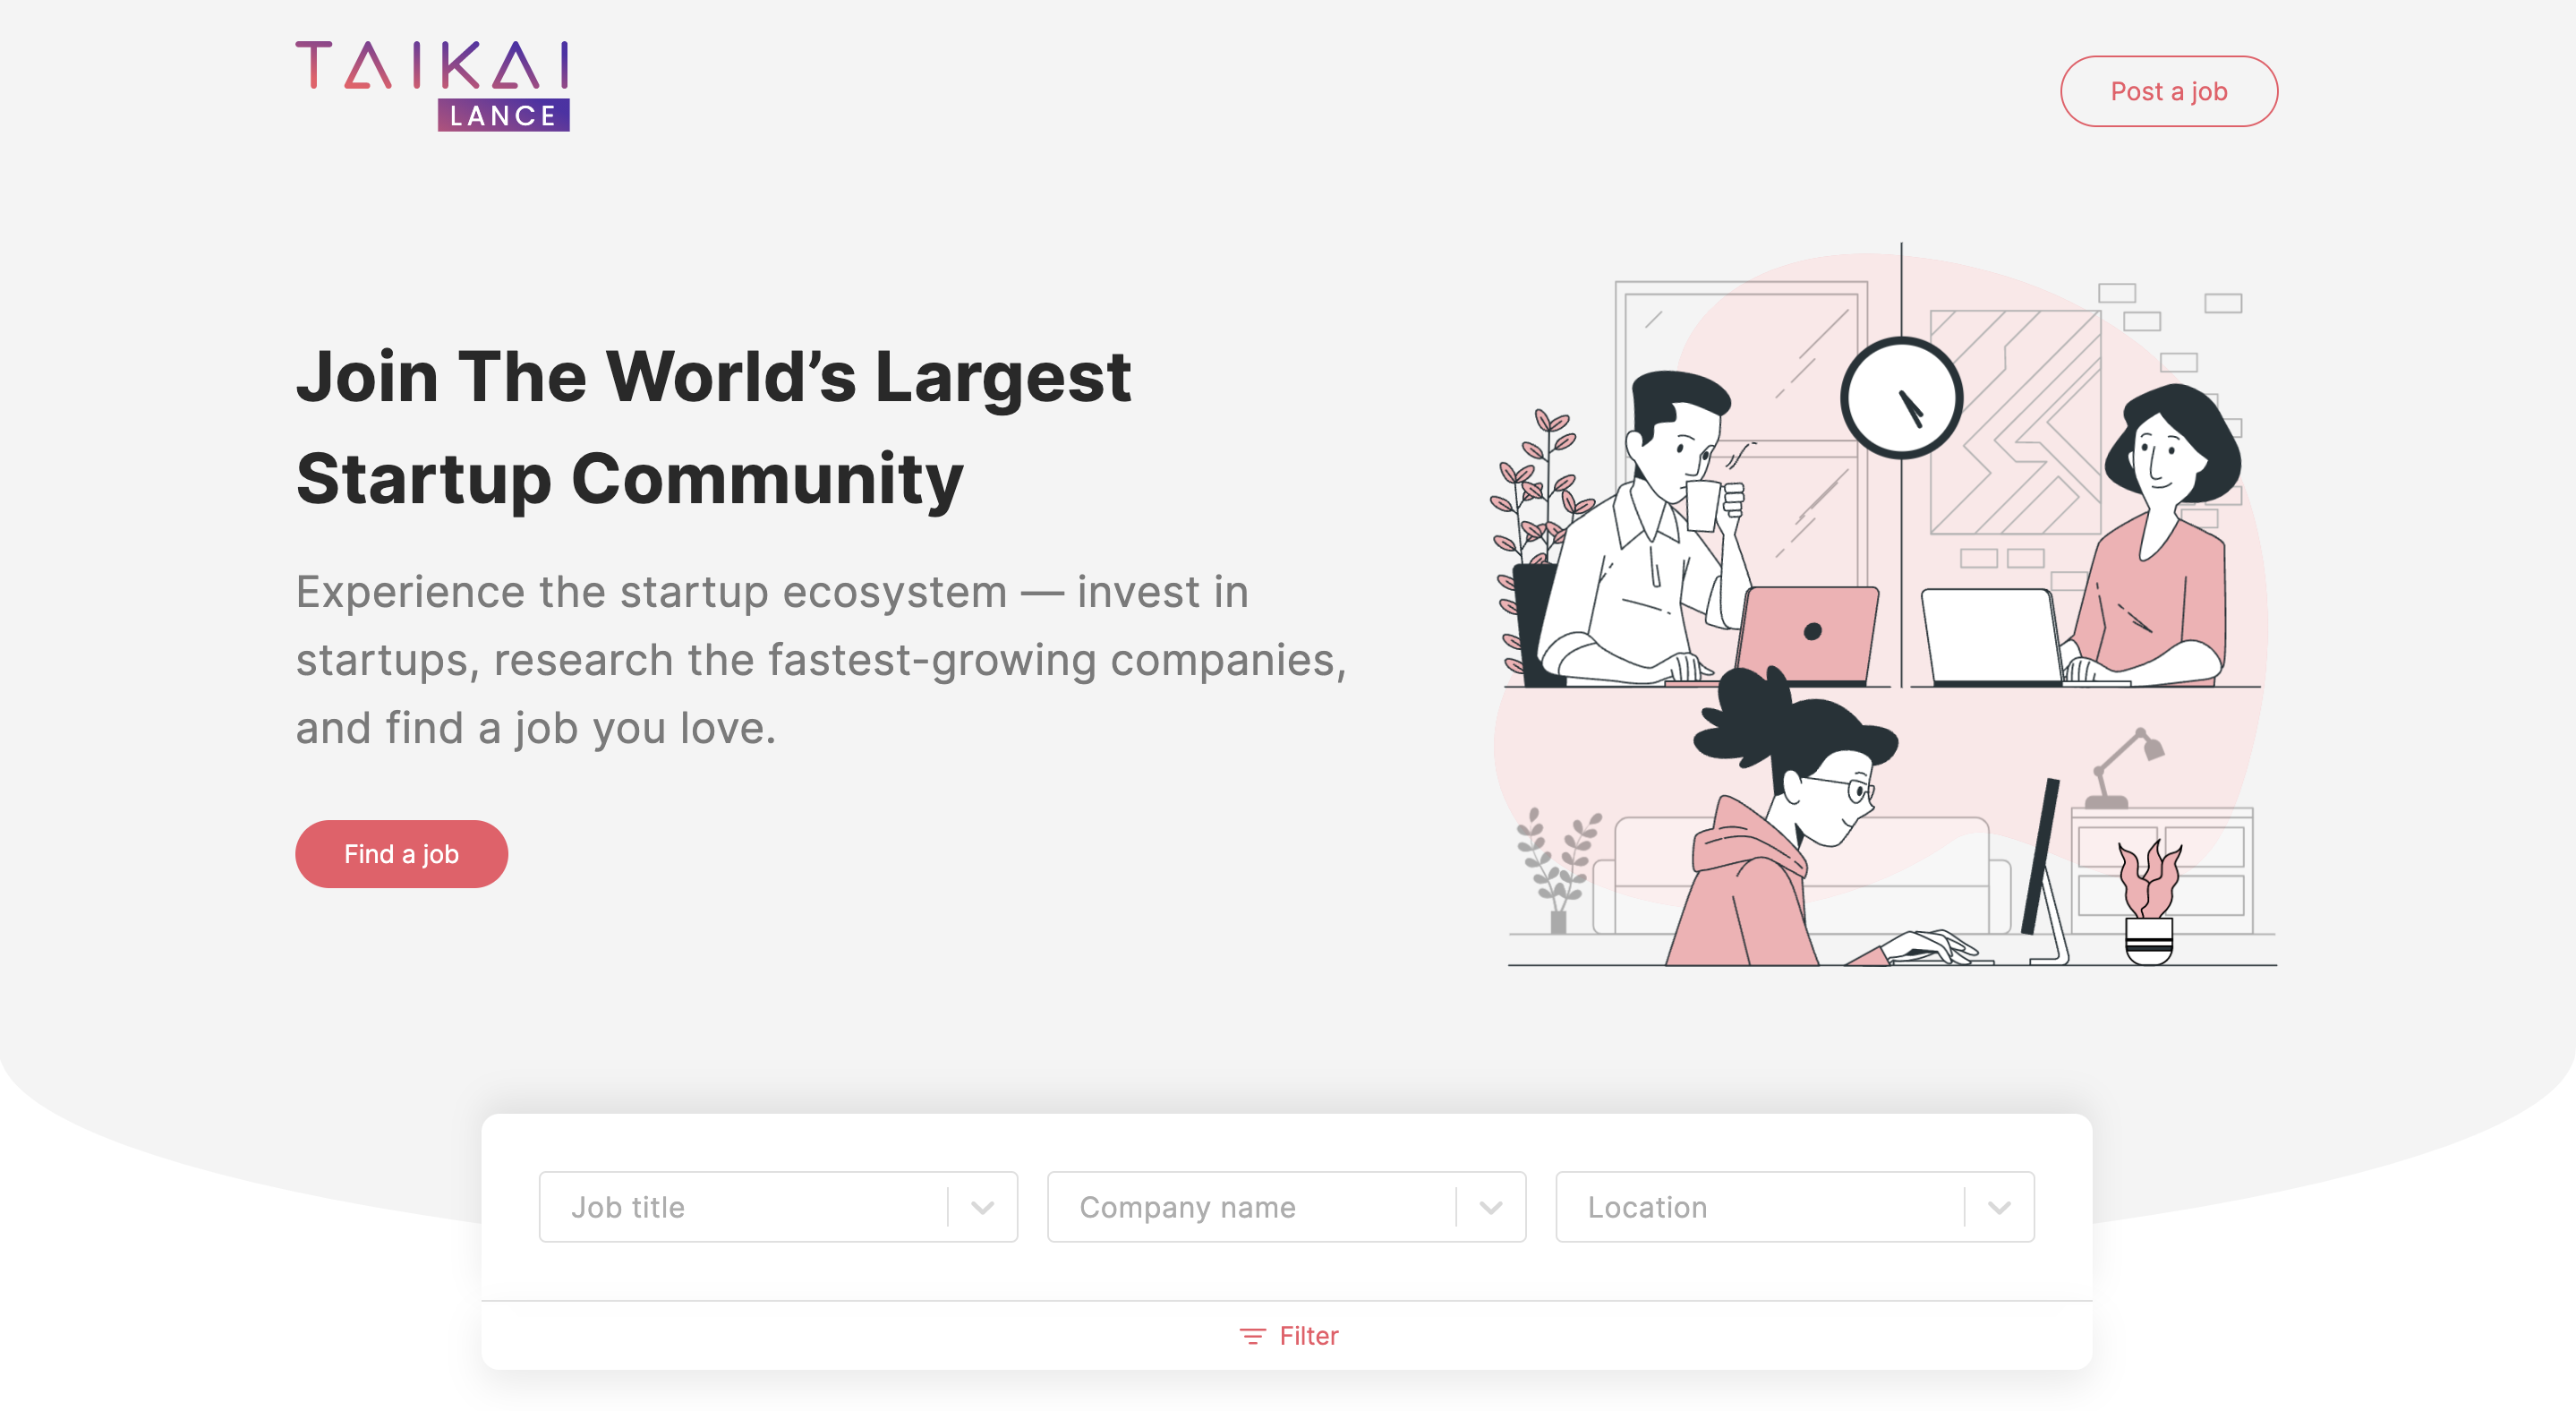 TAIKAI
LANCE
Post a job
Join The World’s Largest
Startup Community
Experience the startup ecosystem — invest in
startups, research the fastest-growing companies,
and find a job you love.
Find a job
Job title
Company name
Location
Filter